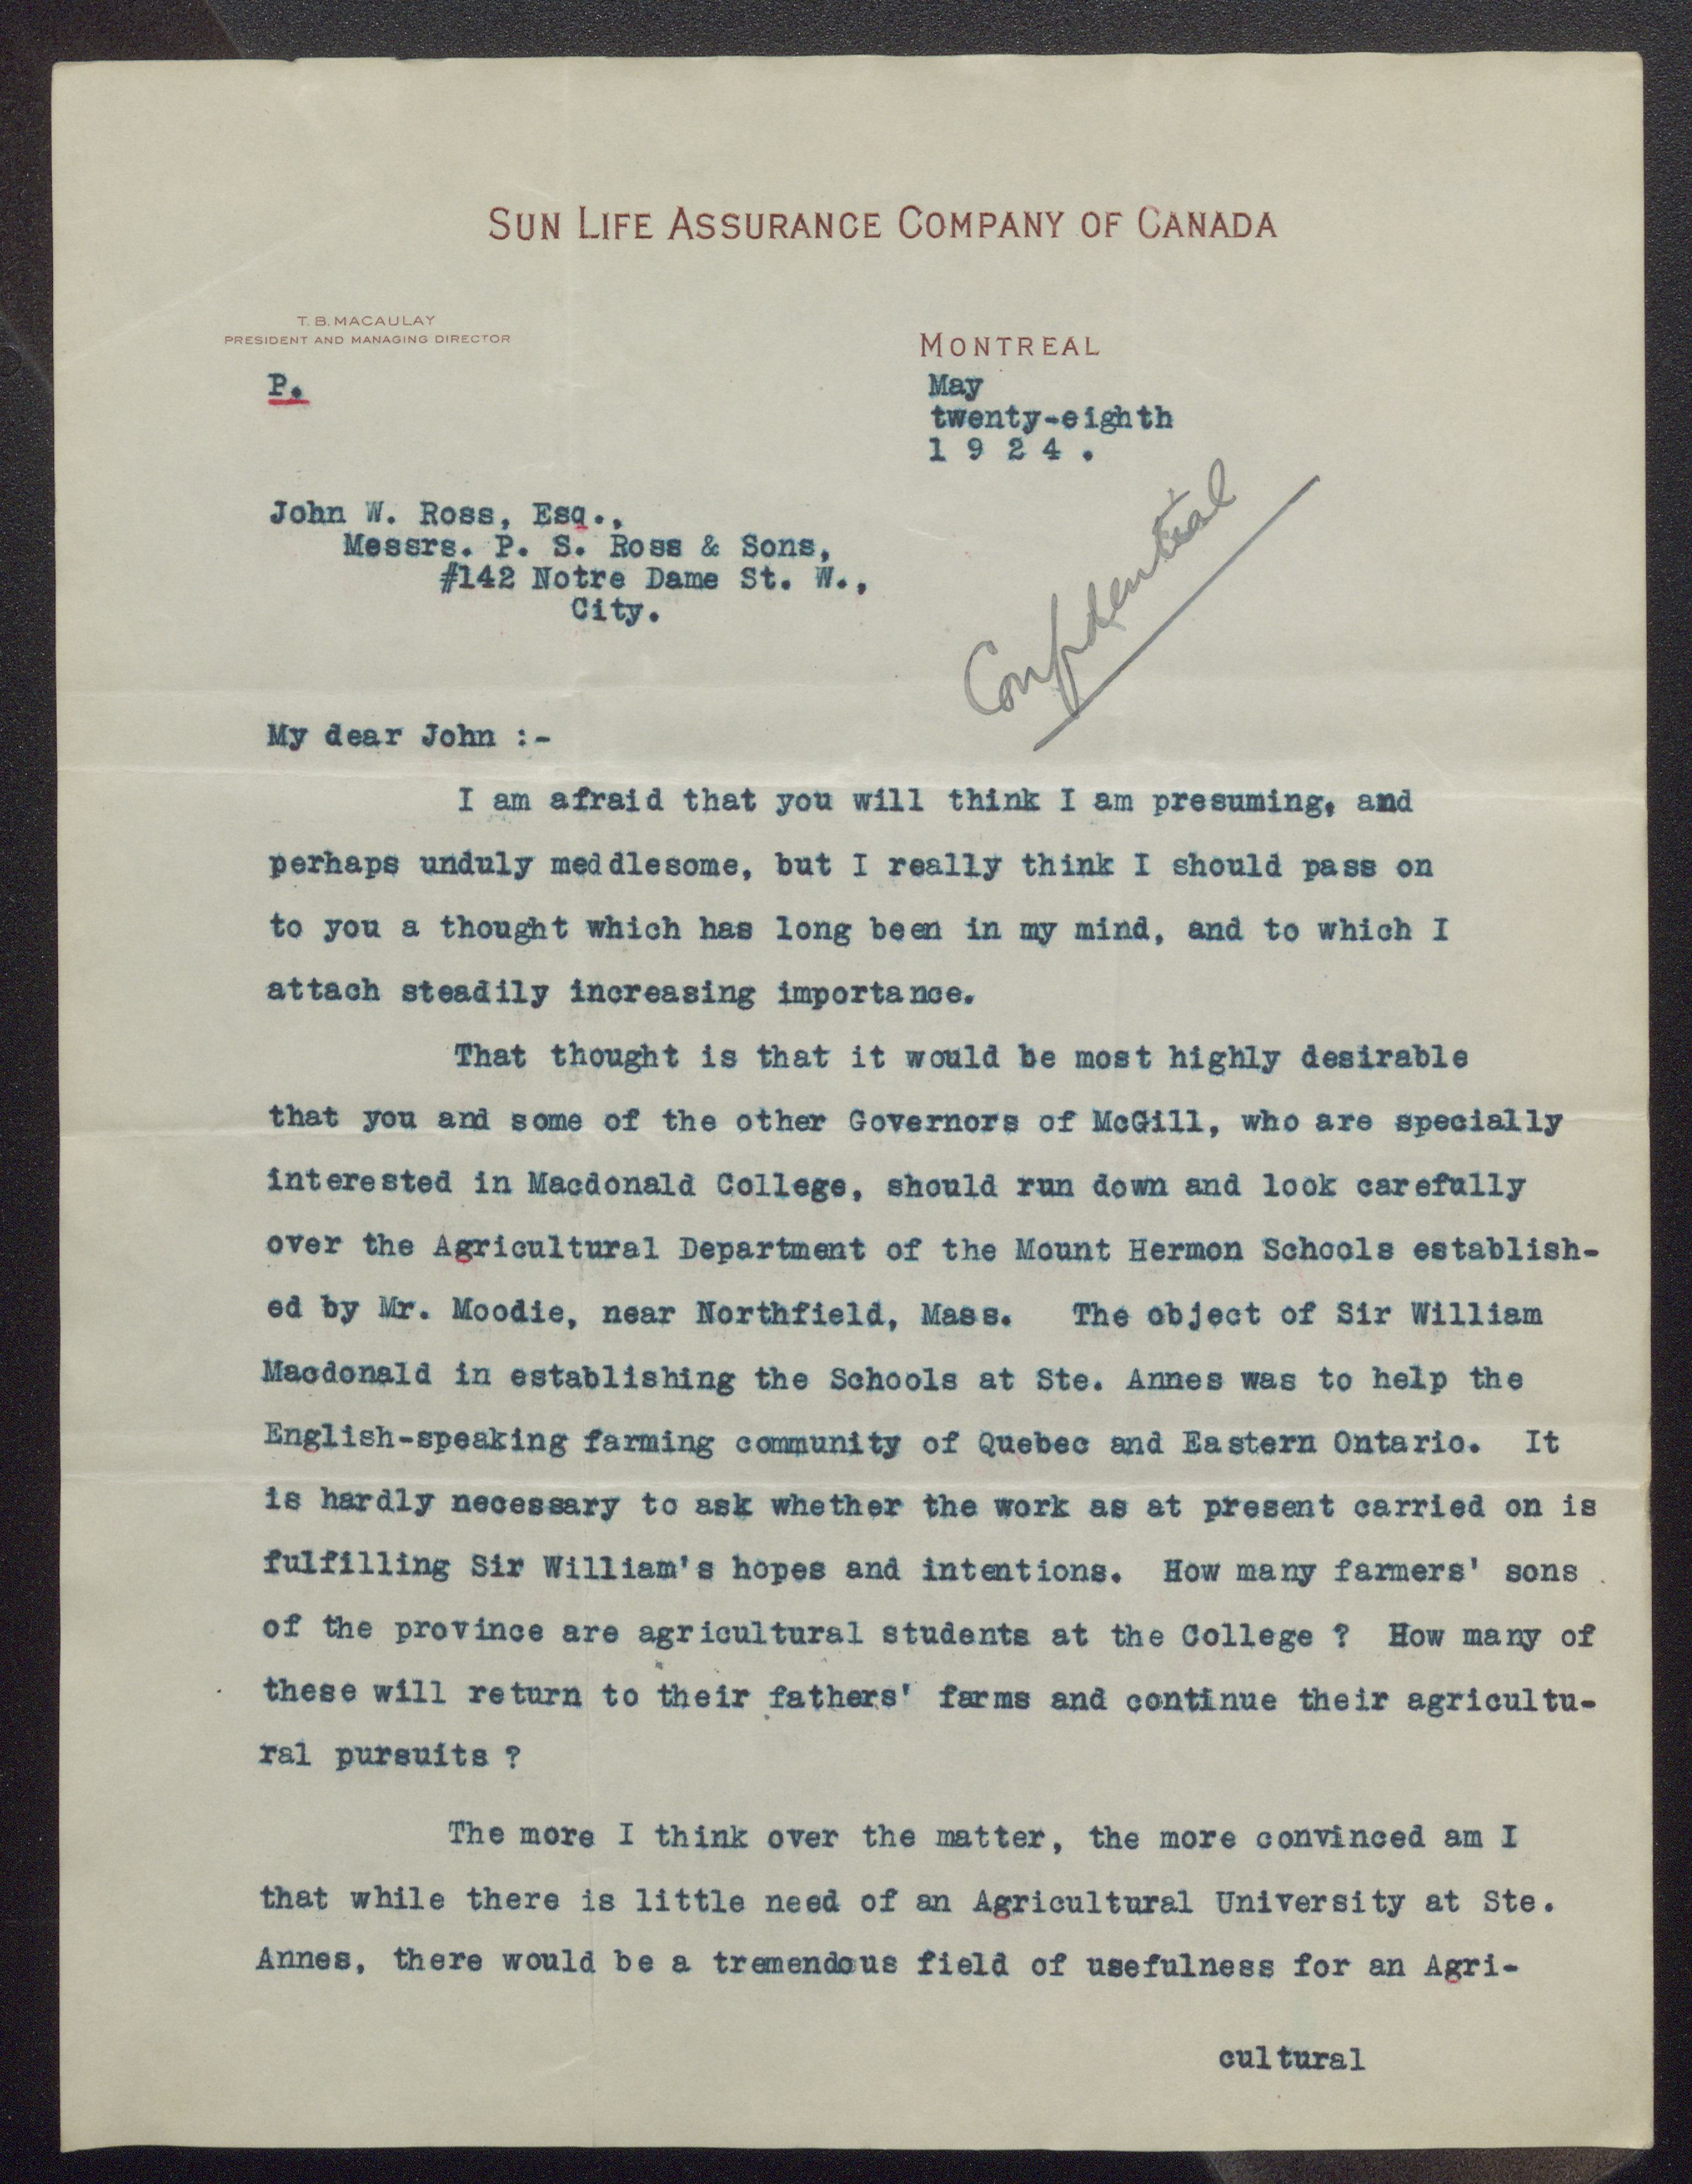 SUN LIFE ASSURANCE COMPANY OF CANADA
T. B. MACAULAY
PRESIDENT AND MANAGING DIRECTOR
MONTREAL
P.
May
twenty-eighth
1 9 2 4 .
John W. Ross, Esq.,
Messrs. P. S. Ross & Sons,
#142 Notre Dame St. W.,
City.
Confidential
My dear John :-
I am afraid that you will think I am presuming, and
perhaps unduly meddlesome, but I really think I should pass on
to you a thought which has long been in my mind, and to which I
attach steadily increasing importance.
That thought is that it would be most highly desirable
that you and some of the other Governors of McGill, who are specially
interested in Macdonald College, should run down and look carefully
over the Agricultural Department of the Mount Hermon Schools establish-
ed by Mr. Moodie, near Northfield, Mass. The object of Sir William
Macdonald in establishing the Schools at Ste. Annes was to help the
English-speaking farming community of Quebec and Eastern Ontario. It
is hardly necessary to ask whether the work as at present carried on is
fulfilling Sir William's hopes and intentions. How many farmers' sons
of the province are agricultural students at the College ? How many of
these will return to their fathers' farms and continue their agricultu-
ral pursuits ?
The more I think over the matter, the more convinced am I
that while there is little need of an Agricultural University at Ste.
Annes, there would be a tremendous field of usefulness for an Agri-
cultural